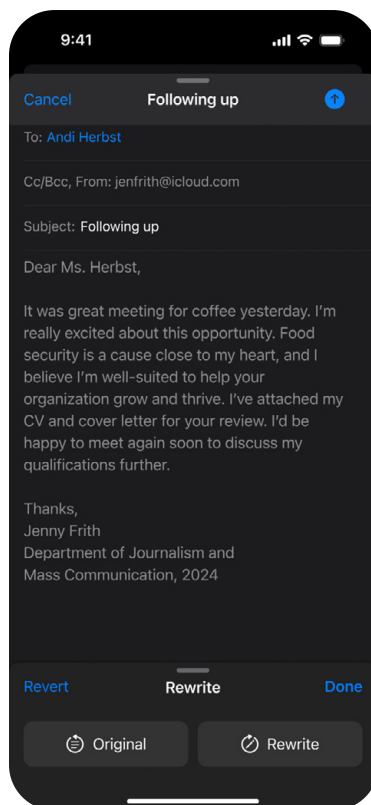 9:41
Cancel Following up
To: Andi Herbst
Cc/Bcc, From: jenfrith@icloud.com
Subject: Following up
Dear Ms. Herbst,
It was great meeting for coffee yesterday. I’m
really excited about this opportunity. Food
security is a cause close to my heart, and I
believe I’m well-suited to help your
organization grow and thrive. I’ve attached my
CV and cover letter for your review. I’d be
happy to meet again soon to discuss my
qualifications further.
Thanks,
Jenny Frith
Department of Journalism and
Mass Communication, 2024
Revert Rewrite Done
Original Rewrite